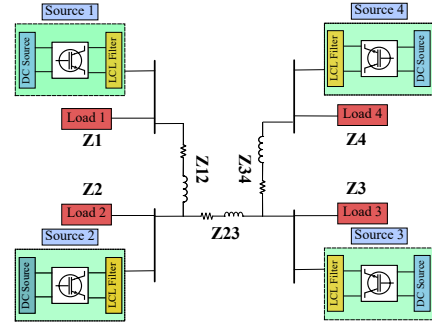 Source 1
DC Source
LCL Filter
Load 1
Z1
Source 4
LCL Filter
DC Source
Load 4
Z4
Z12
Z34
Z2
Load 2
Source 2
DC Source
LCL Filter
Z23
Z3
Load 3
Source 3
LCL Filter
DC Source